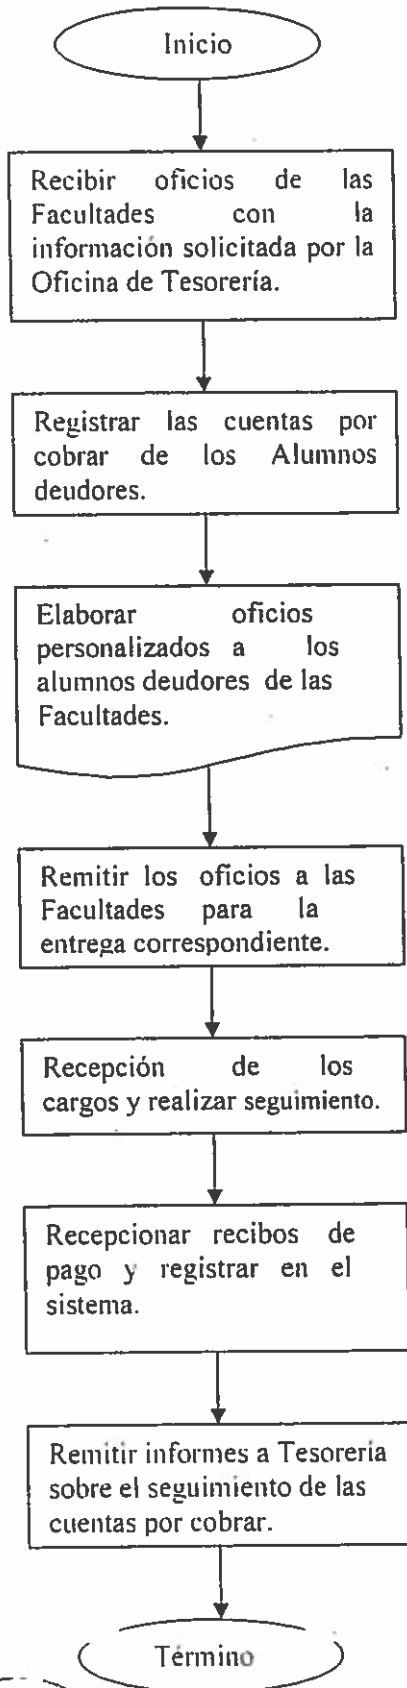 Inicio
Recibir oficios de las
Facultades con la
información solicitada por la
Oficina de Tesorería.
Registrar las cuentas por
cobrar de los Alumnos
deudores.
Elaborar oficios
personalizados a los
alumnos deudores de las
Facultades.
Remitir los oficios a las
Facultades para la
entrega correspondiente.
Recepción de los
cargos y realizar seguimiento.
Recepcionar recibos de
pago y registrar en el
sistema.
Remitir informes a Tesorería
sobre el seguimiento de las
cuentas por cobrar.
Término